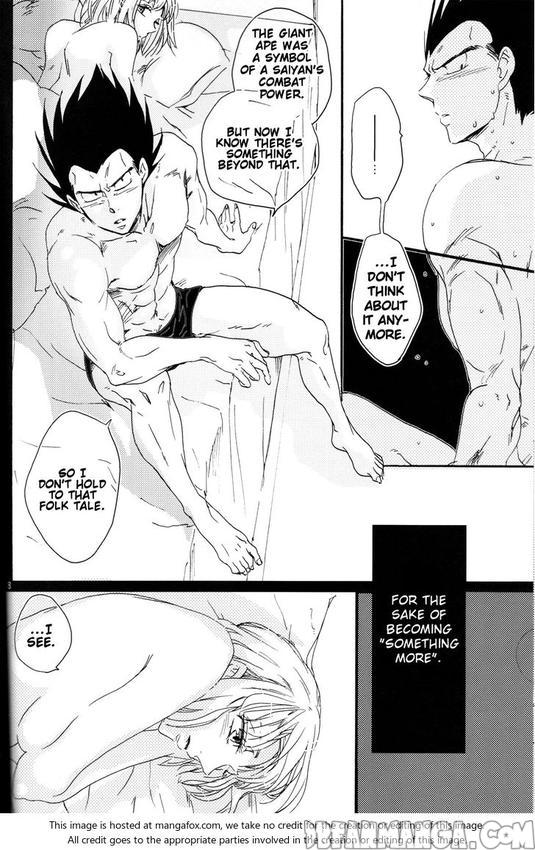 ...
...I
DON'T
THINK
ABOUT
IT ANY-
MORE.
THE GIANT
APE WAS
A SYMBOL
OF A SAIYAN'S
COMBAT
POWER.
BUT NOW I
KNOW THERE'S
SOMETHING
BEYOND THAT.
SO I
DON'T HOLD
TO THAT
FOLK TALE.
FOR THE
SAKE OF
BECOMING
"SOMETHING
MORE".
...I
SEE.
This image is hosted at mangafox.com, we take no credit for the creation or editing of this image.
All credit goes to the appropriate parties involved in the creation or editing of this image.